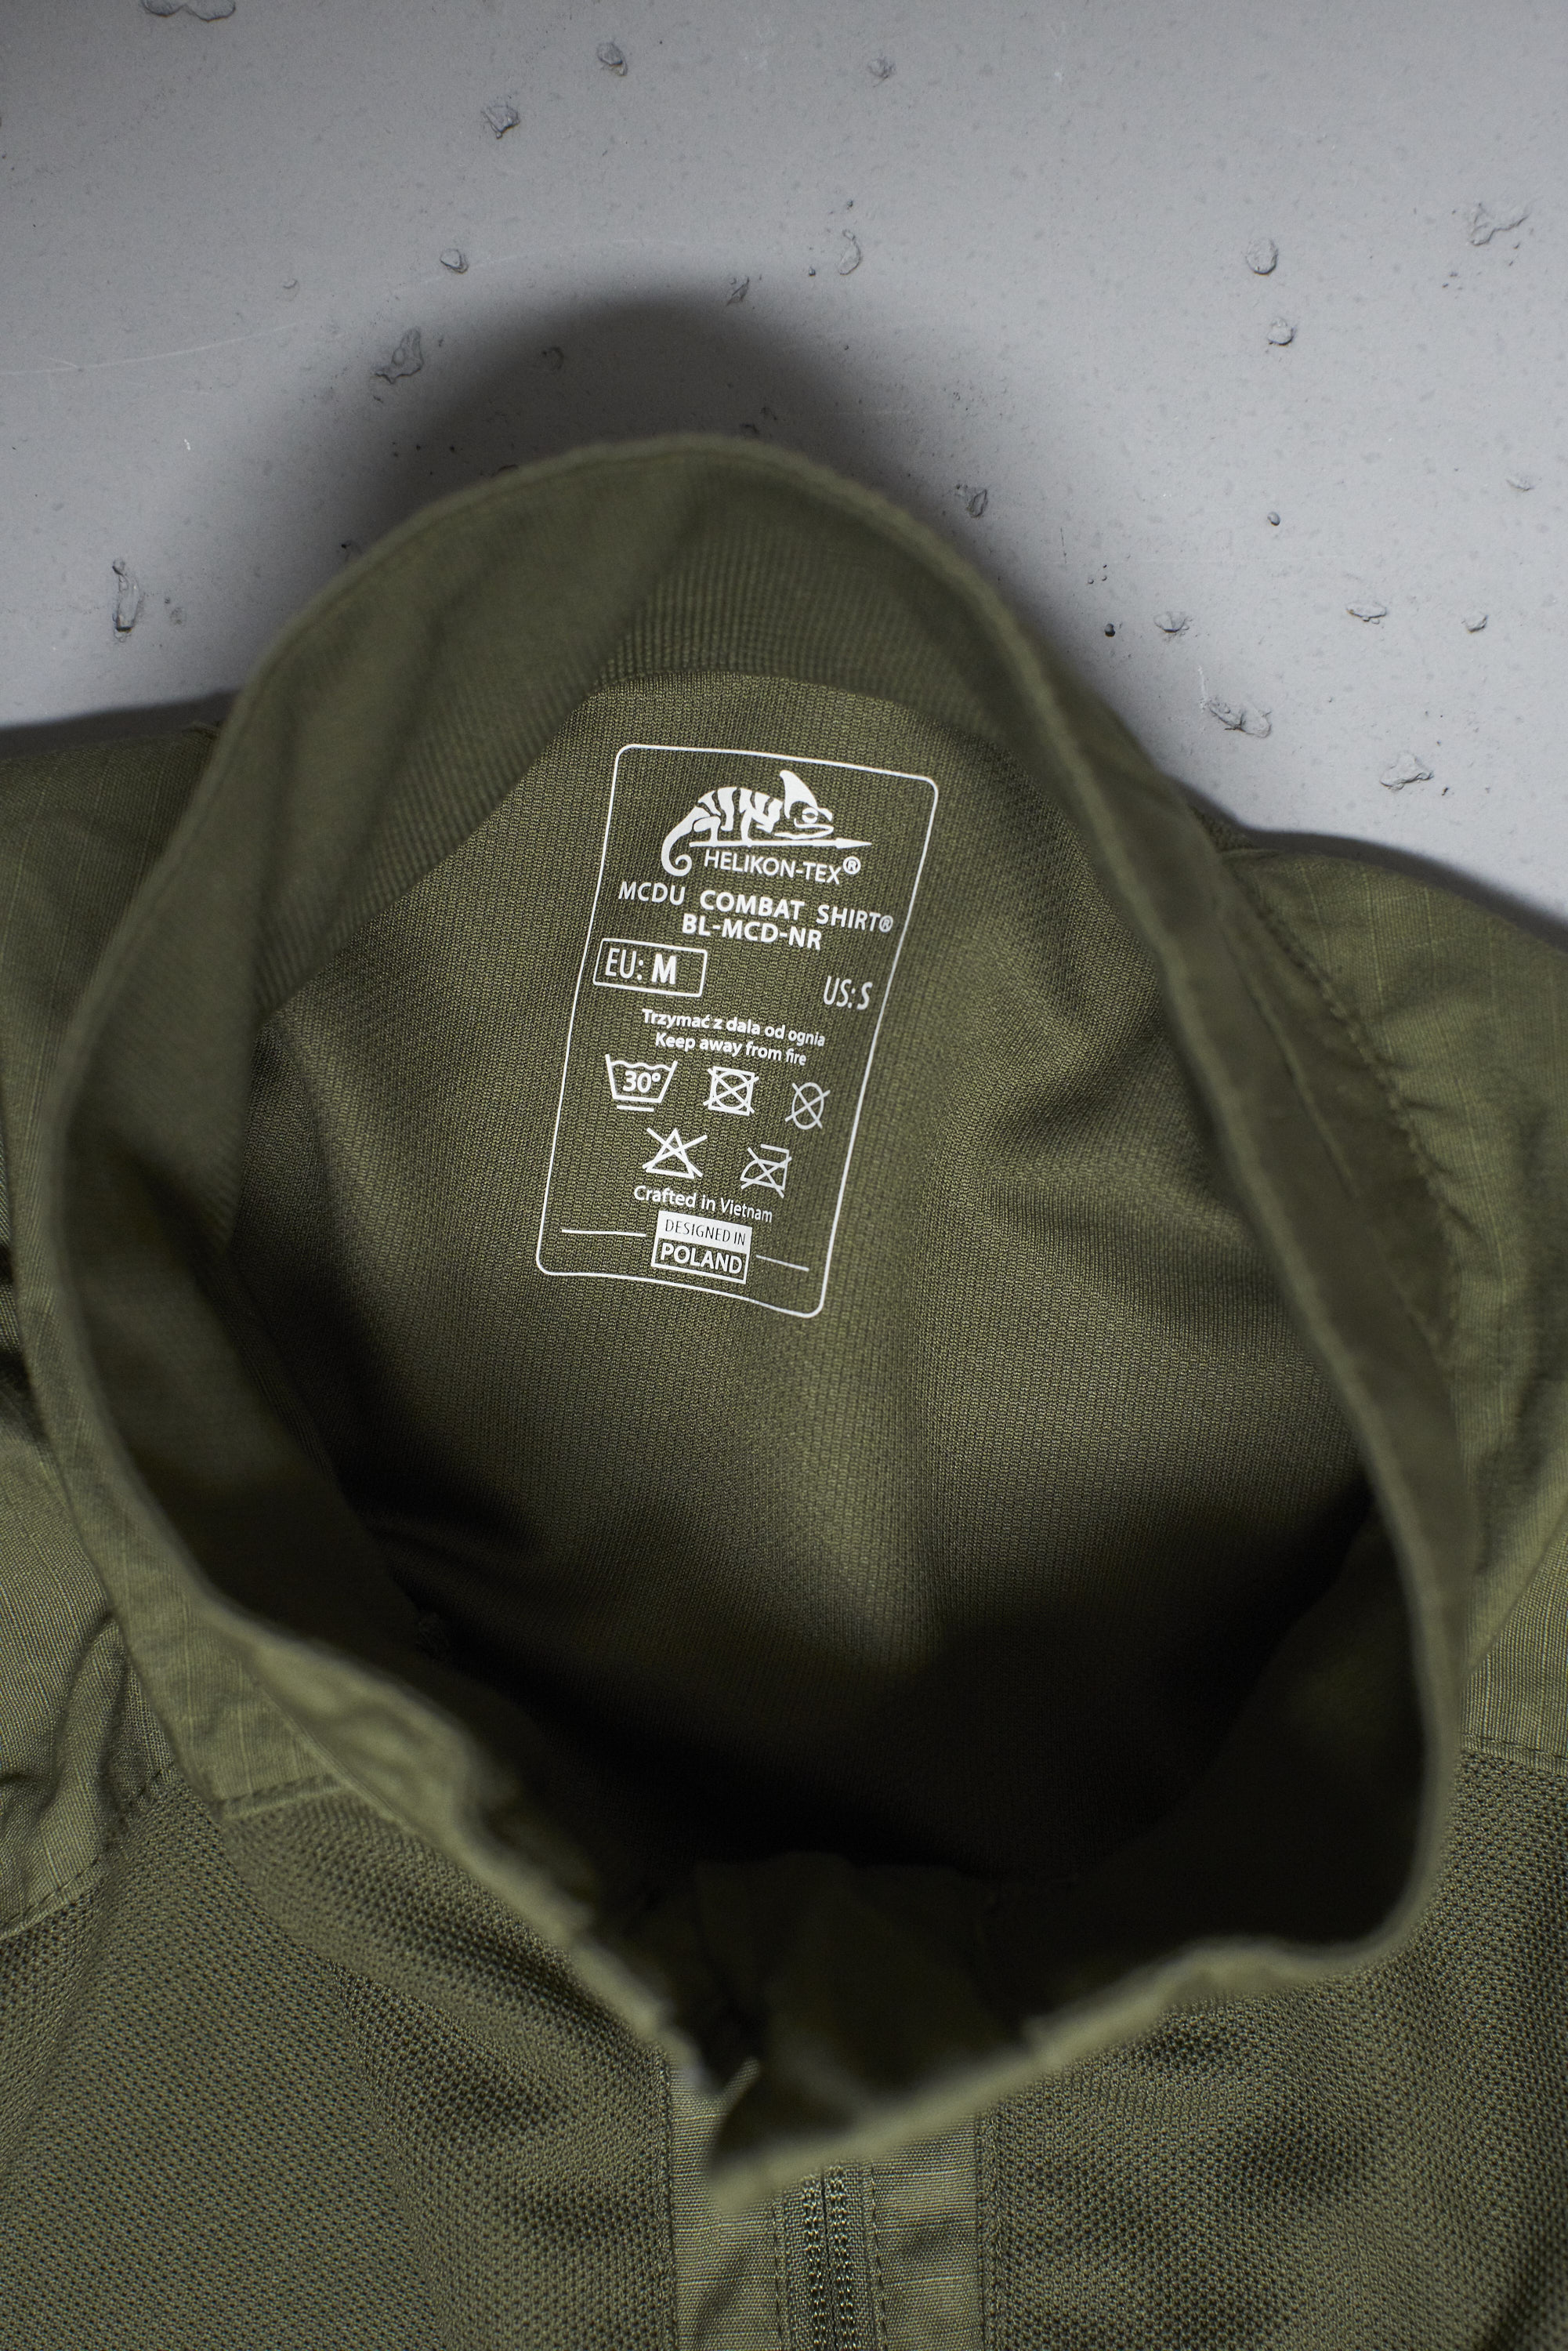 HELIKON-TEX®
MCDU COMBAT SHIRT®
BL-MCD-NR
EU: M US: S
Trzymać z dala od ognia
Keep away from fire
30°
Crafted in Vietnam
DESIGNED IN
POLAND